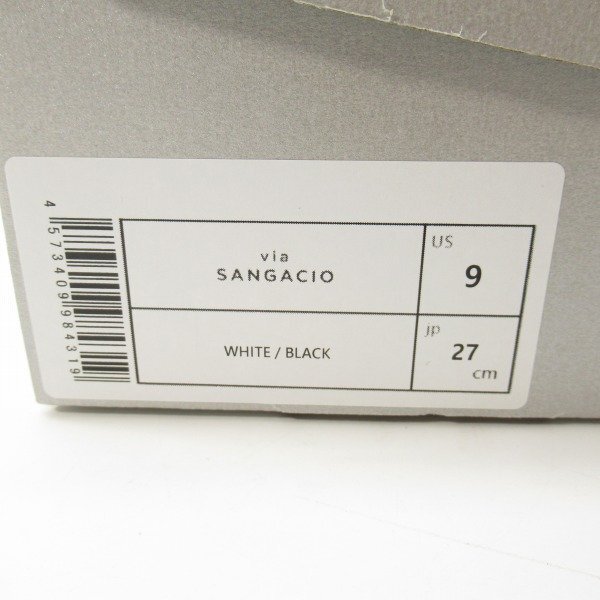 4573409984319
via
SANGACIO
US
9
WHITE / BLACK
jp
27
cm